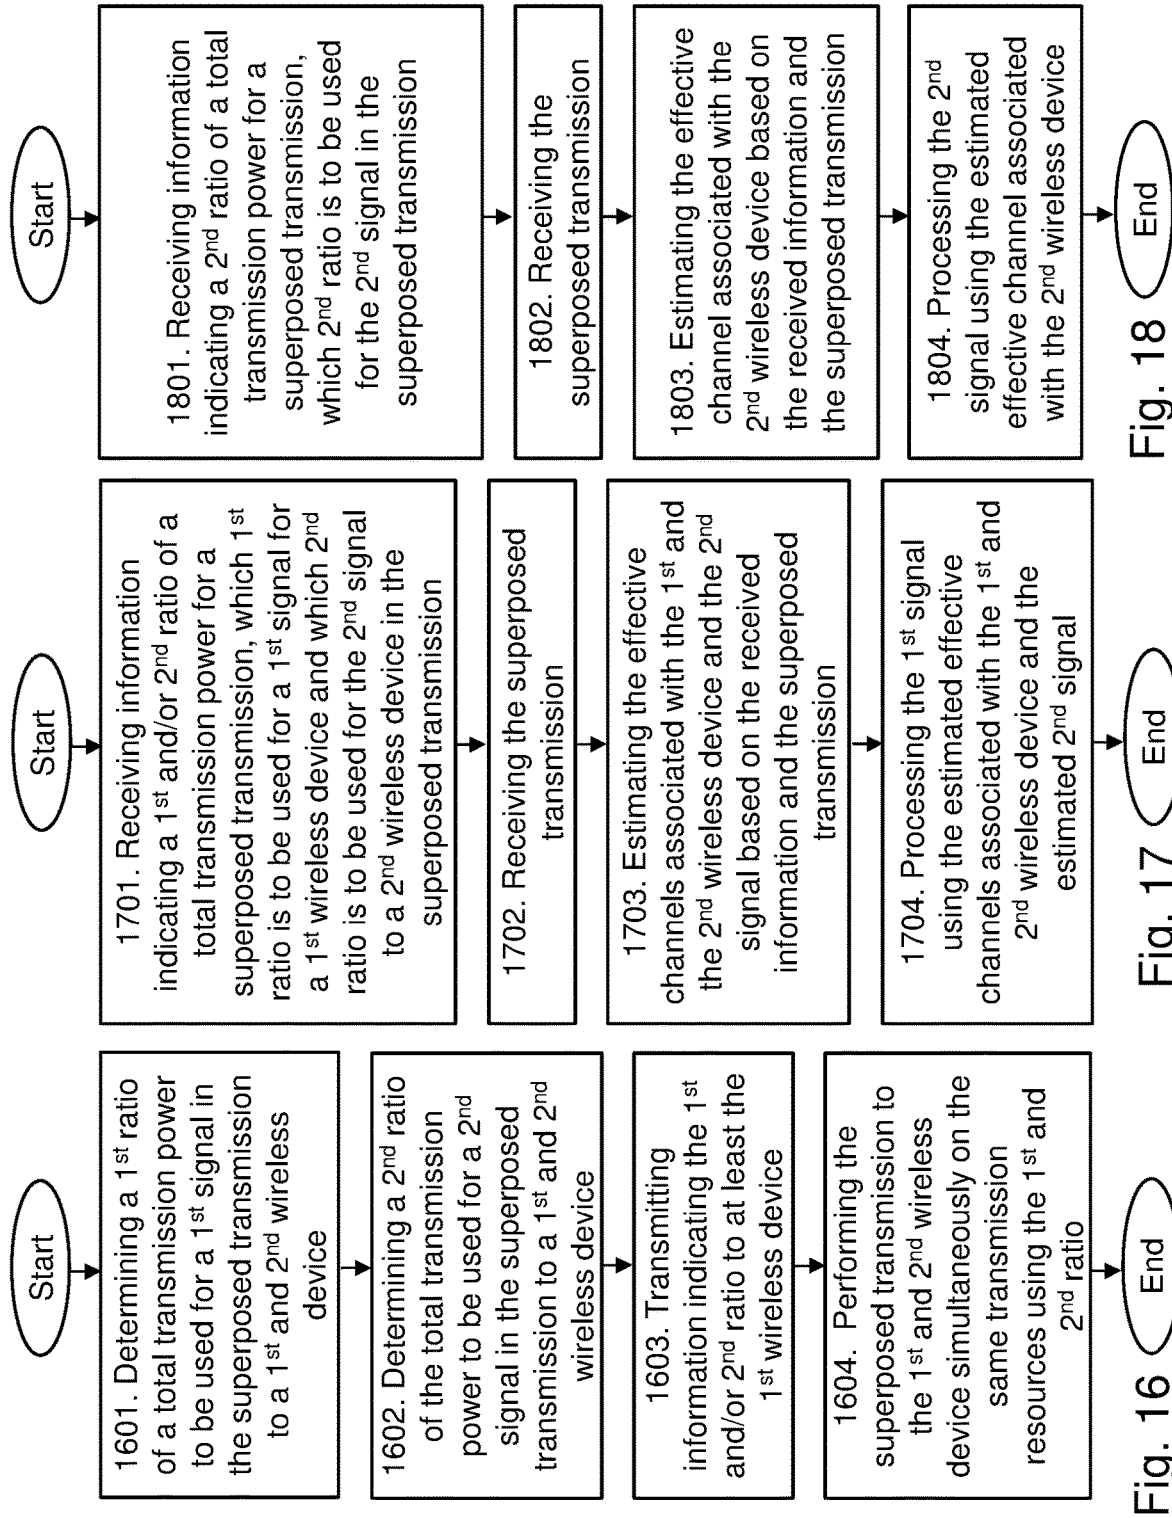 Start
1601. Determining a 1st ratio
of a total transmission power
to be used for a 1st signal in
the superposed transmission
to a 1st and 2nd wireless
device
1602. Determining a 2nd ratio
of the total transmission
power to be used for a 2nd
signal in the superposed
transmission to a 1st and 2nd
wireless device
1603. Transmitting
information indicating the 1st
and/or 2nd ratio to at least the
1st wireless device
1604. Performing the
superposed transmission to
the 1st and 2nd wireless
device simultaneously on the
same transmission
resources using the 1st and
2nd ratio
End
Fig. 16
Start
1701. Receiving information
indicating a 1st and/or 2nd ratio of a
total transmission power for a
superposed transmission, which 1st
ratio is to be used for a 1st signal for
a 1st wireless device and which 2nd
ratio is to be used for the 2nd signal
to a 2nd wireless device in the
superposed transmission
1702. Receiving the superposed
transmission
1703. Estimating the effective
channels associated with the 1st and
the 2nd wireless device and the 2nd
signal based on the received
information and the superposed
transmission
1704. Processing the 1st signal
using the estimated effective
channels associated with the 1st and
2nd wireless device and the
estimated 2nd signal
End
Fig. 17
Start
1801. Receiving information
indicating a 2nd ratio of a total
transmission power for a
superposed transmission,
which 2nd ratio is to be used
for the 2nd signal in the
superposed transmission
1802. Receiving the
superposed transmission
1803. Estimating the effective
channel associated with the
2nd wireless device based on
the received information and
the superposed transmission
1804. Processing the 2nd
signal using the estimated
effective channel associated
with the 2nd wireless device
End
Fig. 18